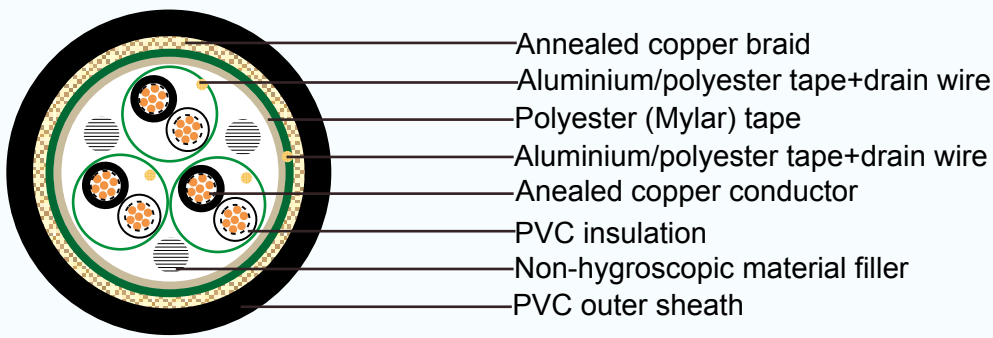 Annealed copper braid
Aluminium/polyester tape+drain wire
Polyester (Mylar) tape
Aluminium/polyester tape+drain wire
Anealed copper conductor
PVC insulation
Non-hygroscopic material filler
PVC outer sheath